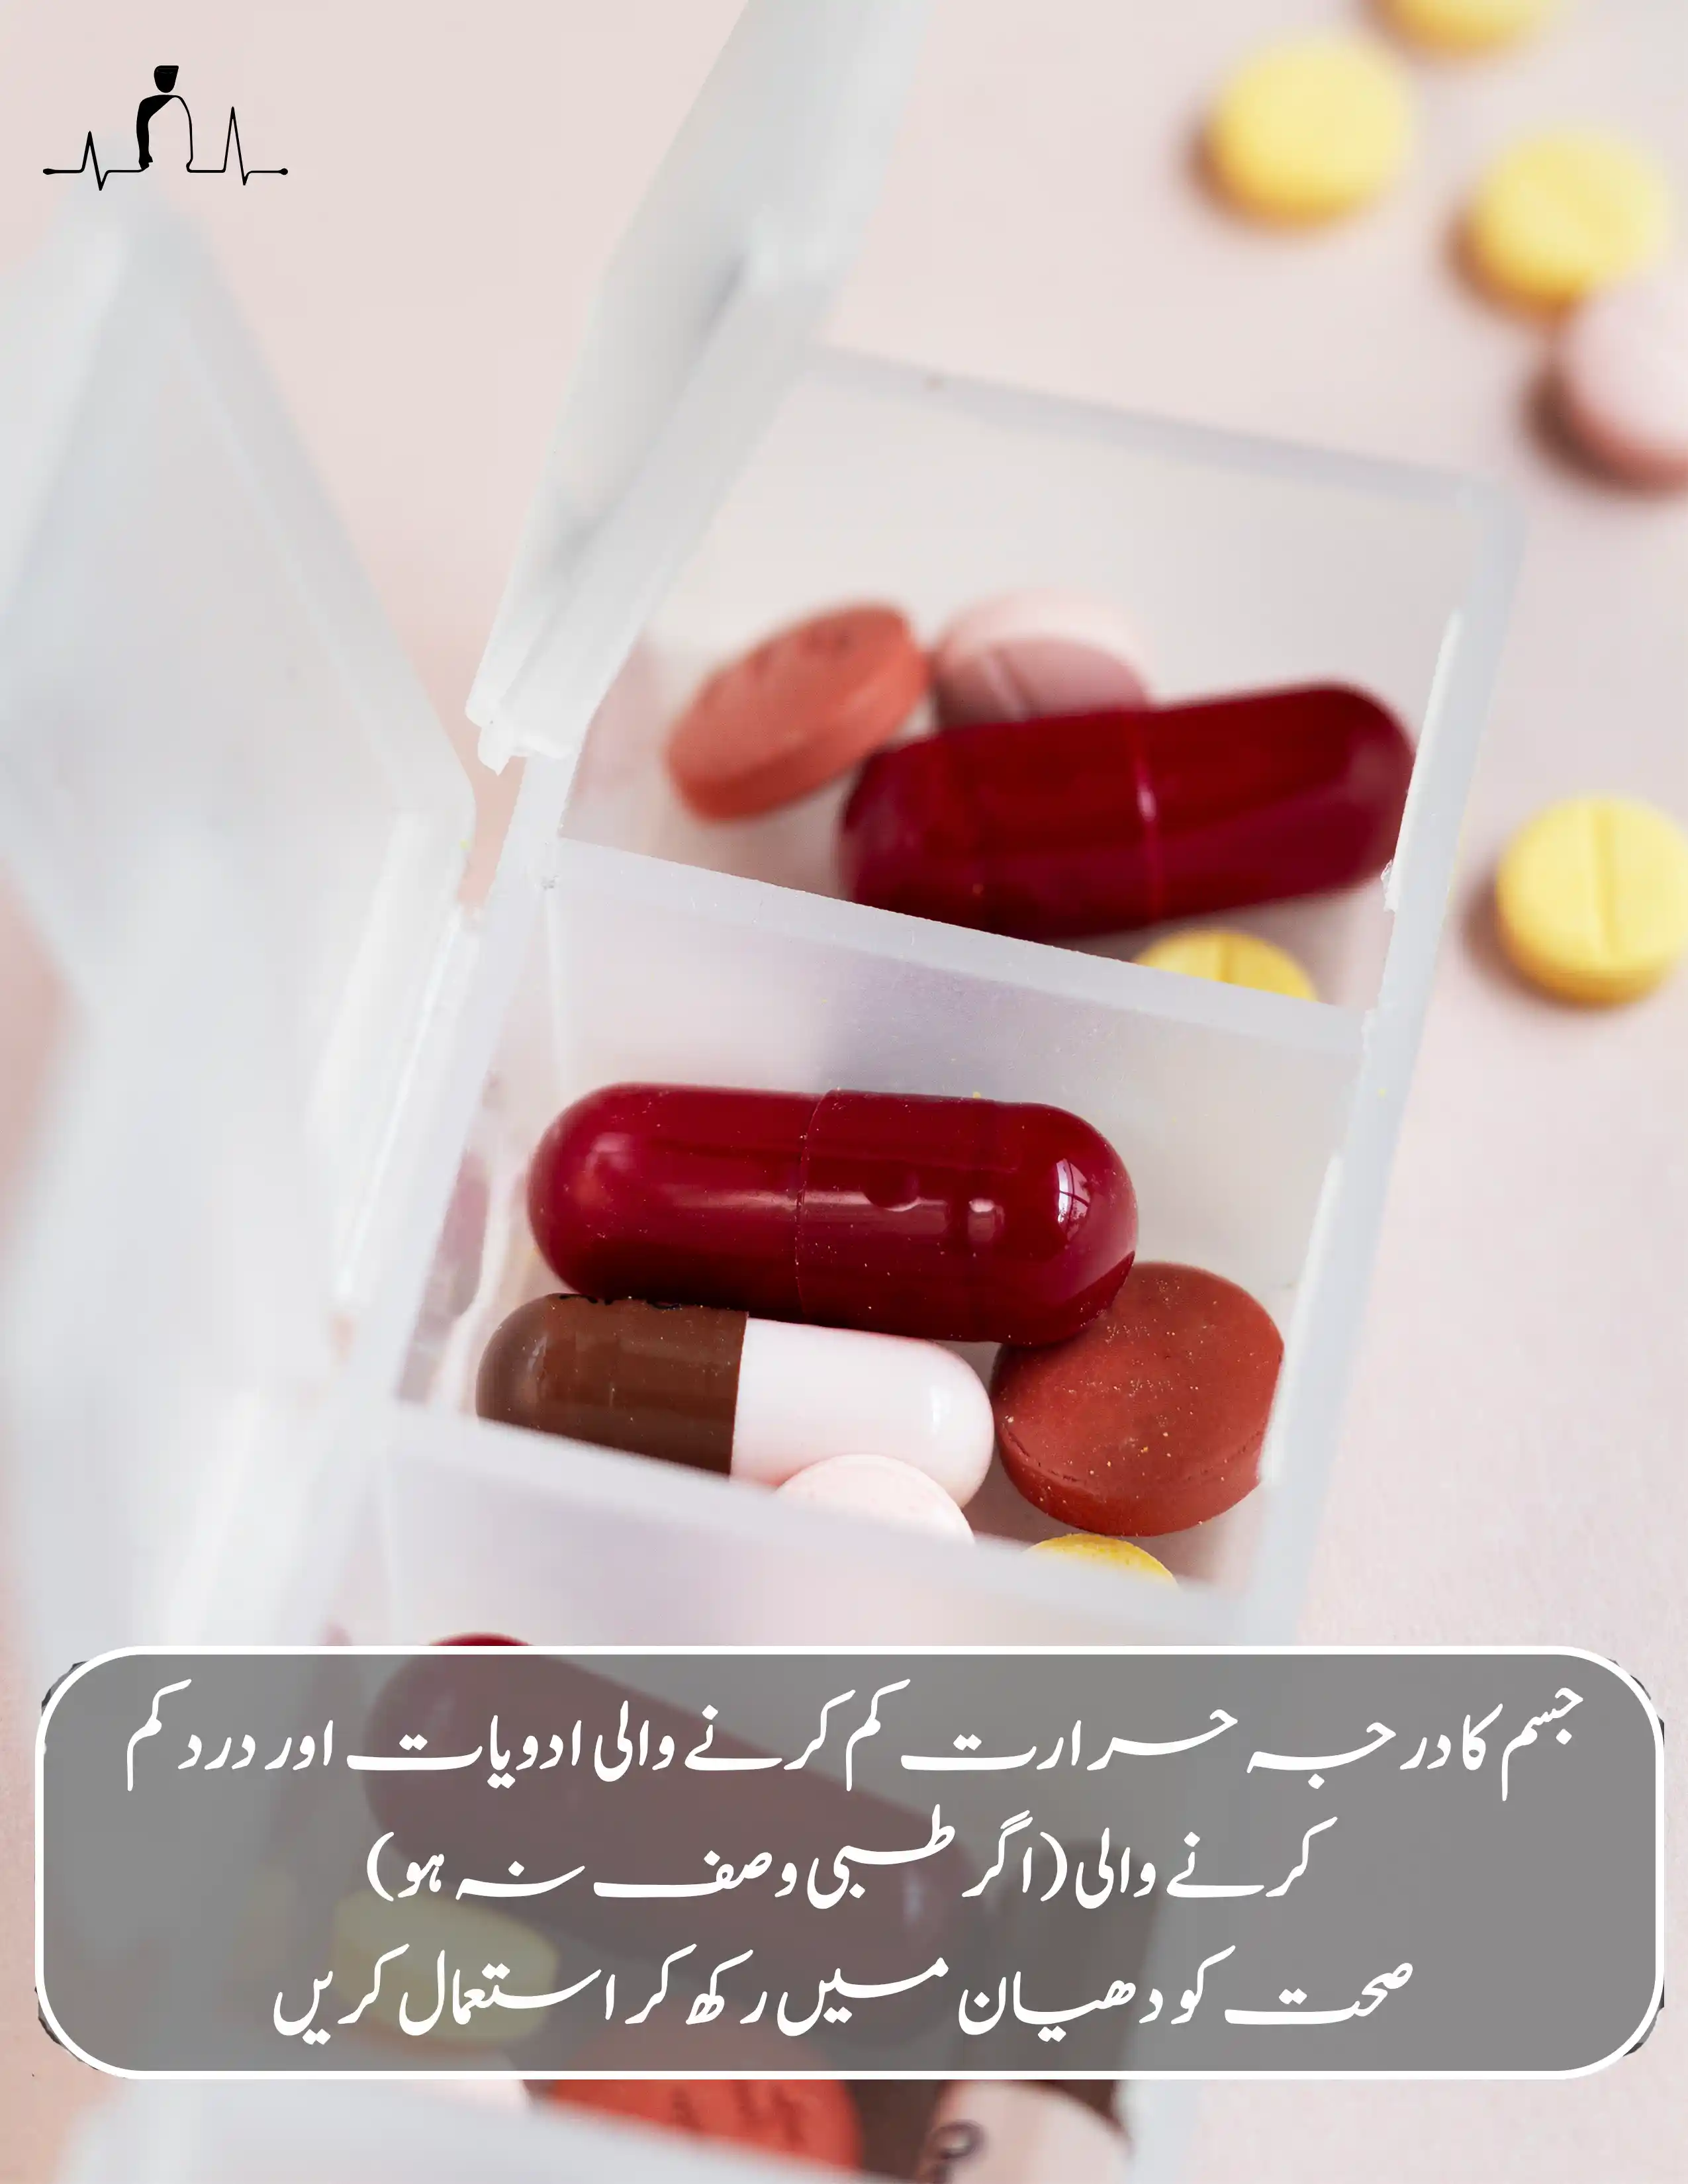 جسم کا درجہ حرارت کم کرنے والی ادویات اور درد کم
کرنے والی (اگر طبی وصف نہ ہو)
صحت کو دھیان میں رکھ کر استعمال کریں